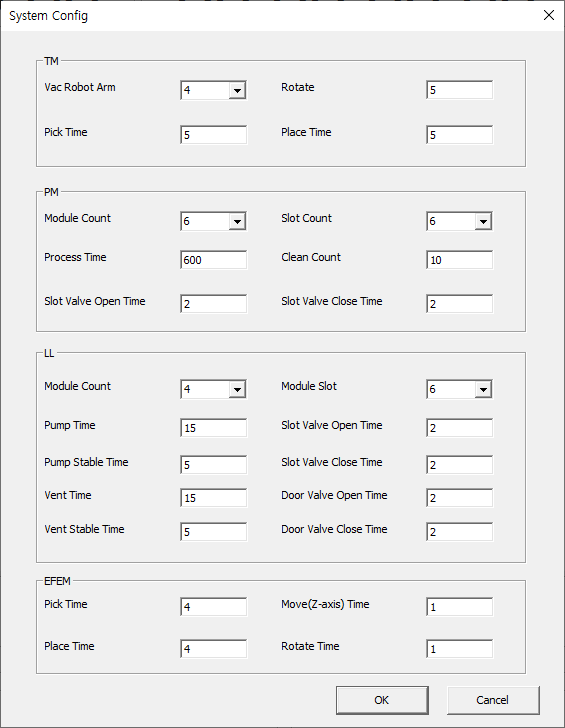 System Config
TM
Vac Robot Arm 4 Rotate 5
Pick Time 5 Place Time 5
PM
Module Count 6 Slot Count 6
Process Time 600 Clean Count 10
Slot Valve Open Time 2 Slot Valve Close Time 2
LL
Module Count 4 Module Slot 6
Pump Time 15 Slot Valve Open Time 2
Pump Stable Time 5 Slot Valve Close Time 2
Vent Time 15 Door Valve Open Time 2
Vent Stable Time 5 Door Valve Close Time 2
EFEM
Pick Time 4 Move(Z-axis) Time 1
Place Time 4 Rotate Time 1
OK Cancel